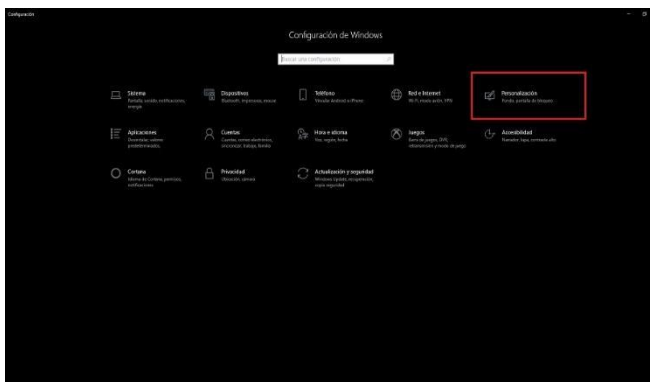 Configuración
Configuración de Windows
Buscar una configuración
Sistema
Pantalla, sonido, notificaciones,
energía
Dispositivos
Bluetooth, impresoras, mouse
Teléfono
Vincular Android o iPhone
Red e Internet
Wi-Fi, modo avión, VPN
Personalización
Fondo, pantalla de bloqueo
Aplicaciones
Desinstalar, valores
predeterminados,
Cuentas
Cuentas, correo electrónico,
sincronizar, trabajo, familia
Hora e idioma
Voz, región, fecha
Juegos
Barra de juegos, DVR,
retransmisión y modo de juego
Accesibilidad
Narrador, lupa, contraste alto
Cortana
Idioma de Cortana, permisos,
notificaciones
Privacidad
Ubicación, cámara
Actualización y seguridad
Windows Update, recuperación,
copia seguridad